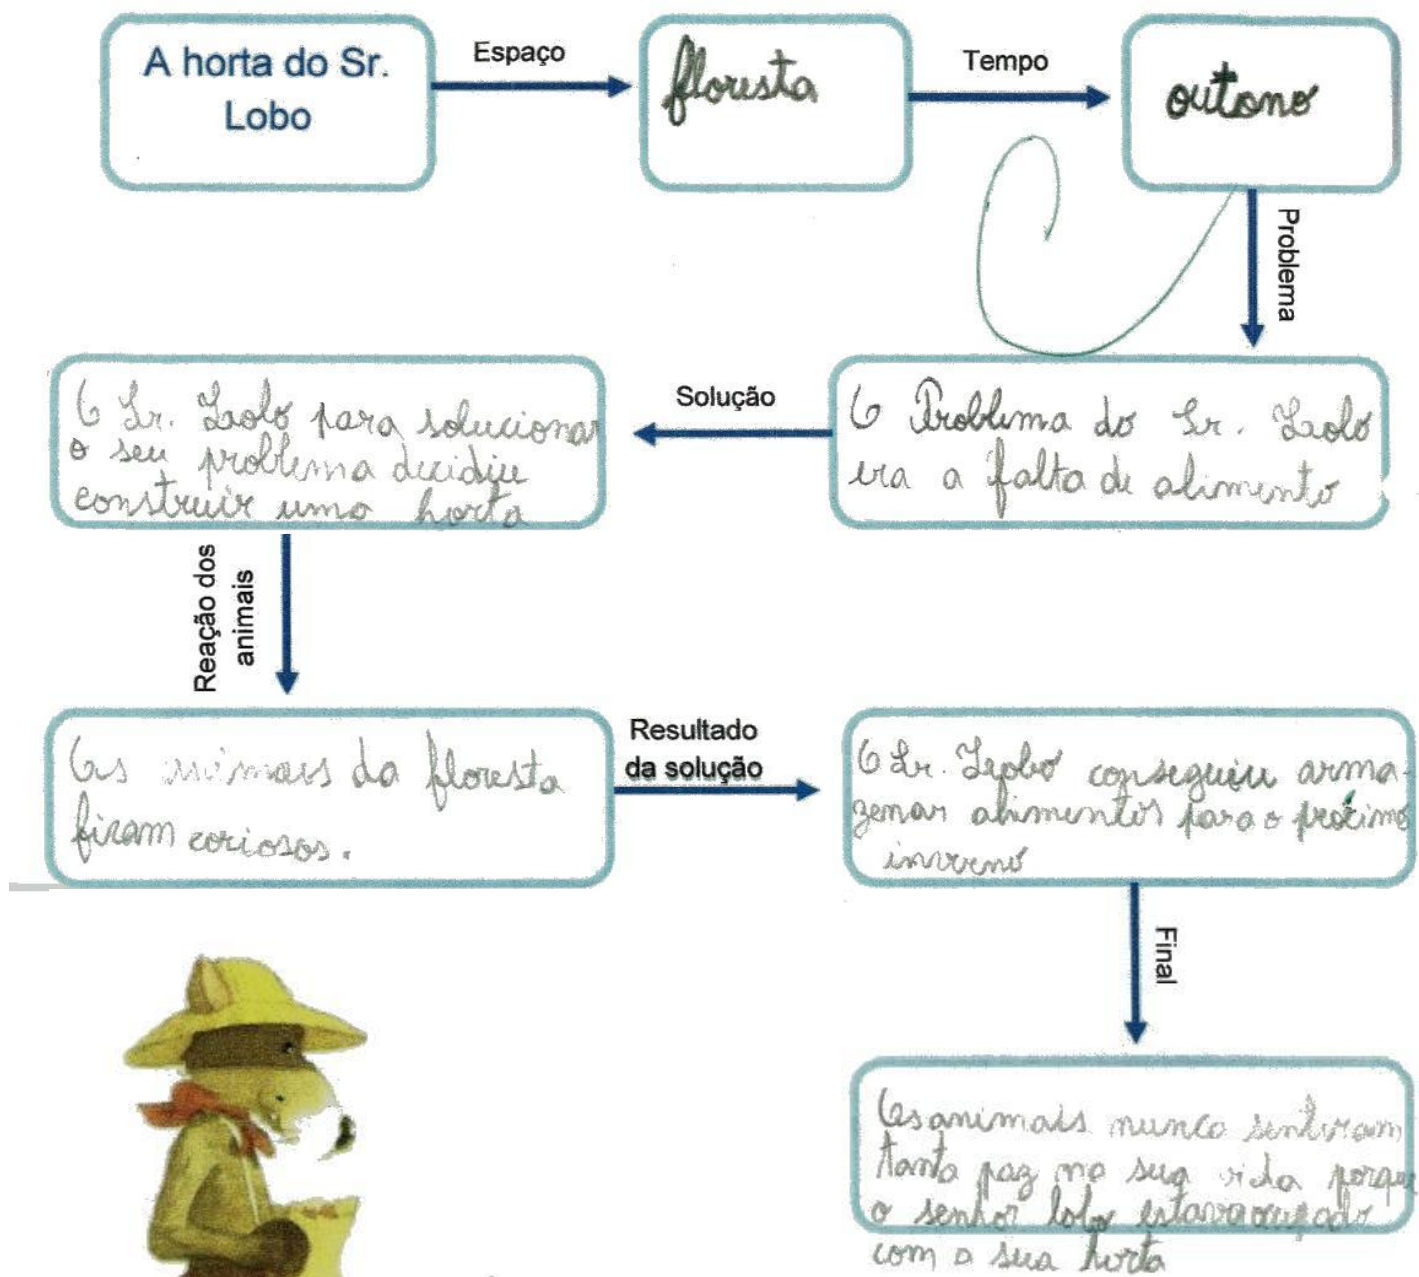 A horta do Sr.
Lobo
Espaço
floresta
Tempo
outono
Problema
O Problema do Sr. Lobo
era a falta de alimento
Solução
O Sr. Lobo para solucionar
o seu problema decidiu
construir uma horta
Reação dos
animais
Os animais da floresta
firam coriosos.
Resultado
da solução
O Sr. Lobo conseguiu arma-
zenar alimentos para o prócimo
inverno
Final
Os animais nunca sentiram
tanta paz na sua vida porque
o senhor lobo estava ocupado
com a sua horta